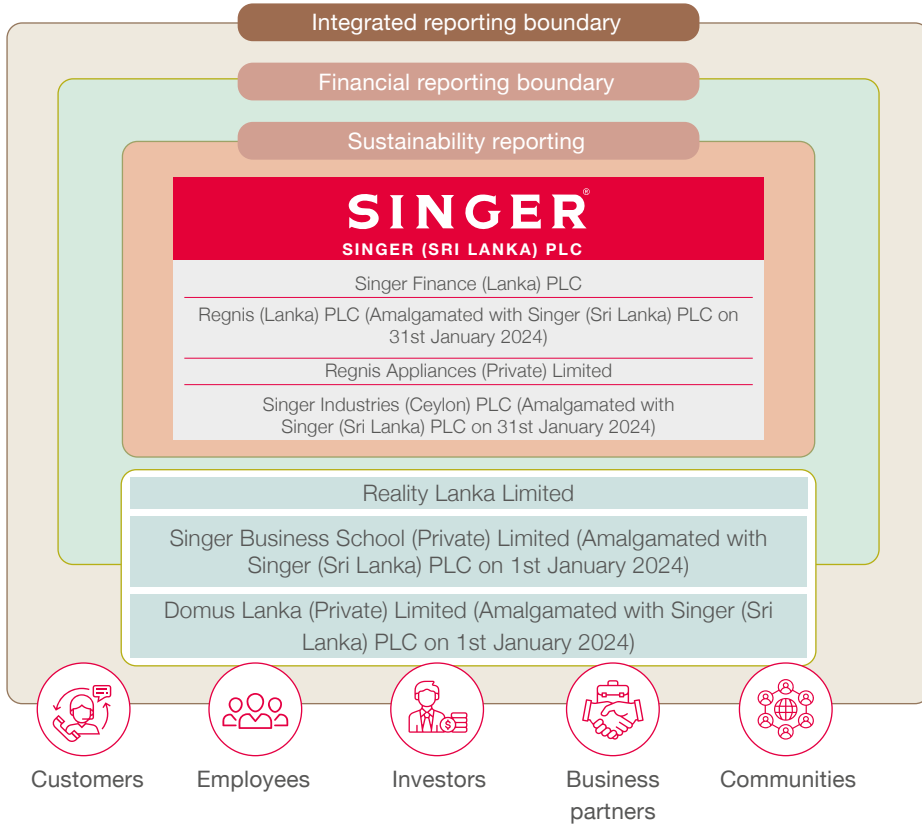 Integrated reporting boundary
Financial reporting boundary
Sustainability reporting
SINGER®
SINGER (SRI LANKA) PLC
Singer Finance (Lanka) PLC
Regnis (Lanka) PLC (Amalgamated with Singer (Sri Lanka) PLC on
31st January 2024)
Regnis Appliances (Private) Limited
Singer Industries (Ceylon) PLC (Amalgamated with
Singer (Sri Lanka) PLC on 31st January 2024)
Reality Lanka Limited
Singer Business School (Private) Limited (Amalgamated with
Singer (Sri Lanka) PLC on 1st January 2024)
Domus Lanka (Private) Limited (Amalgamated with Singer (Sri
Lanka) PLC on 1st January 2024)
Customers
Employees
Investors
Business
partners
Communities